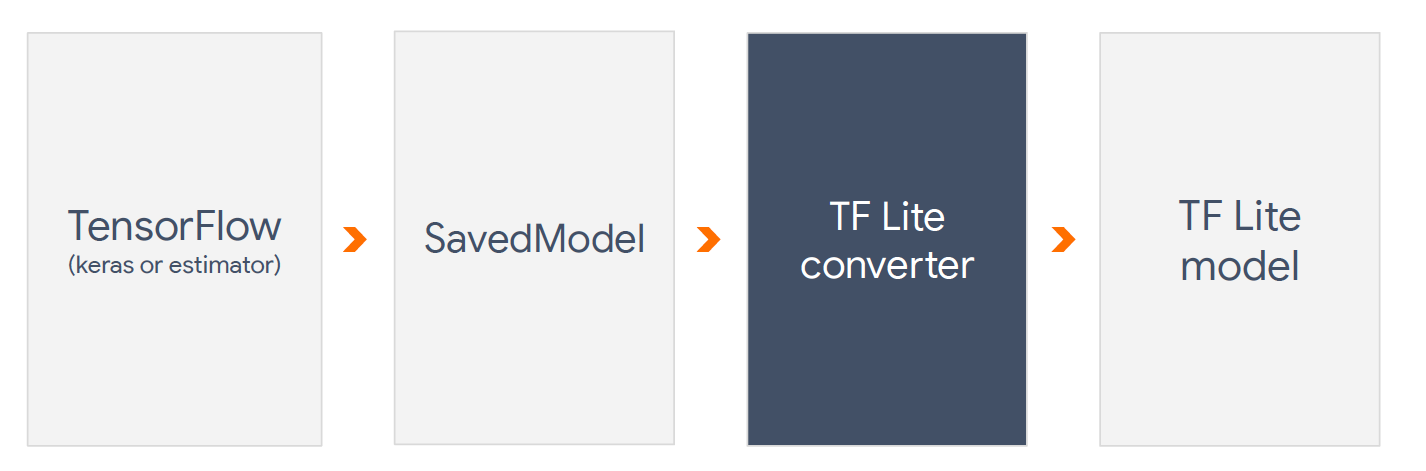 TensorFlow
(keras or estimator)
SavedModel
TF Lite
converter
TF Lite
model